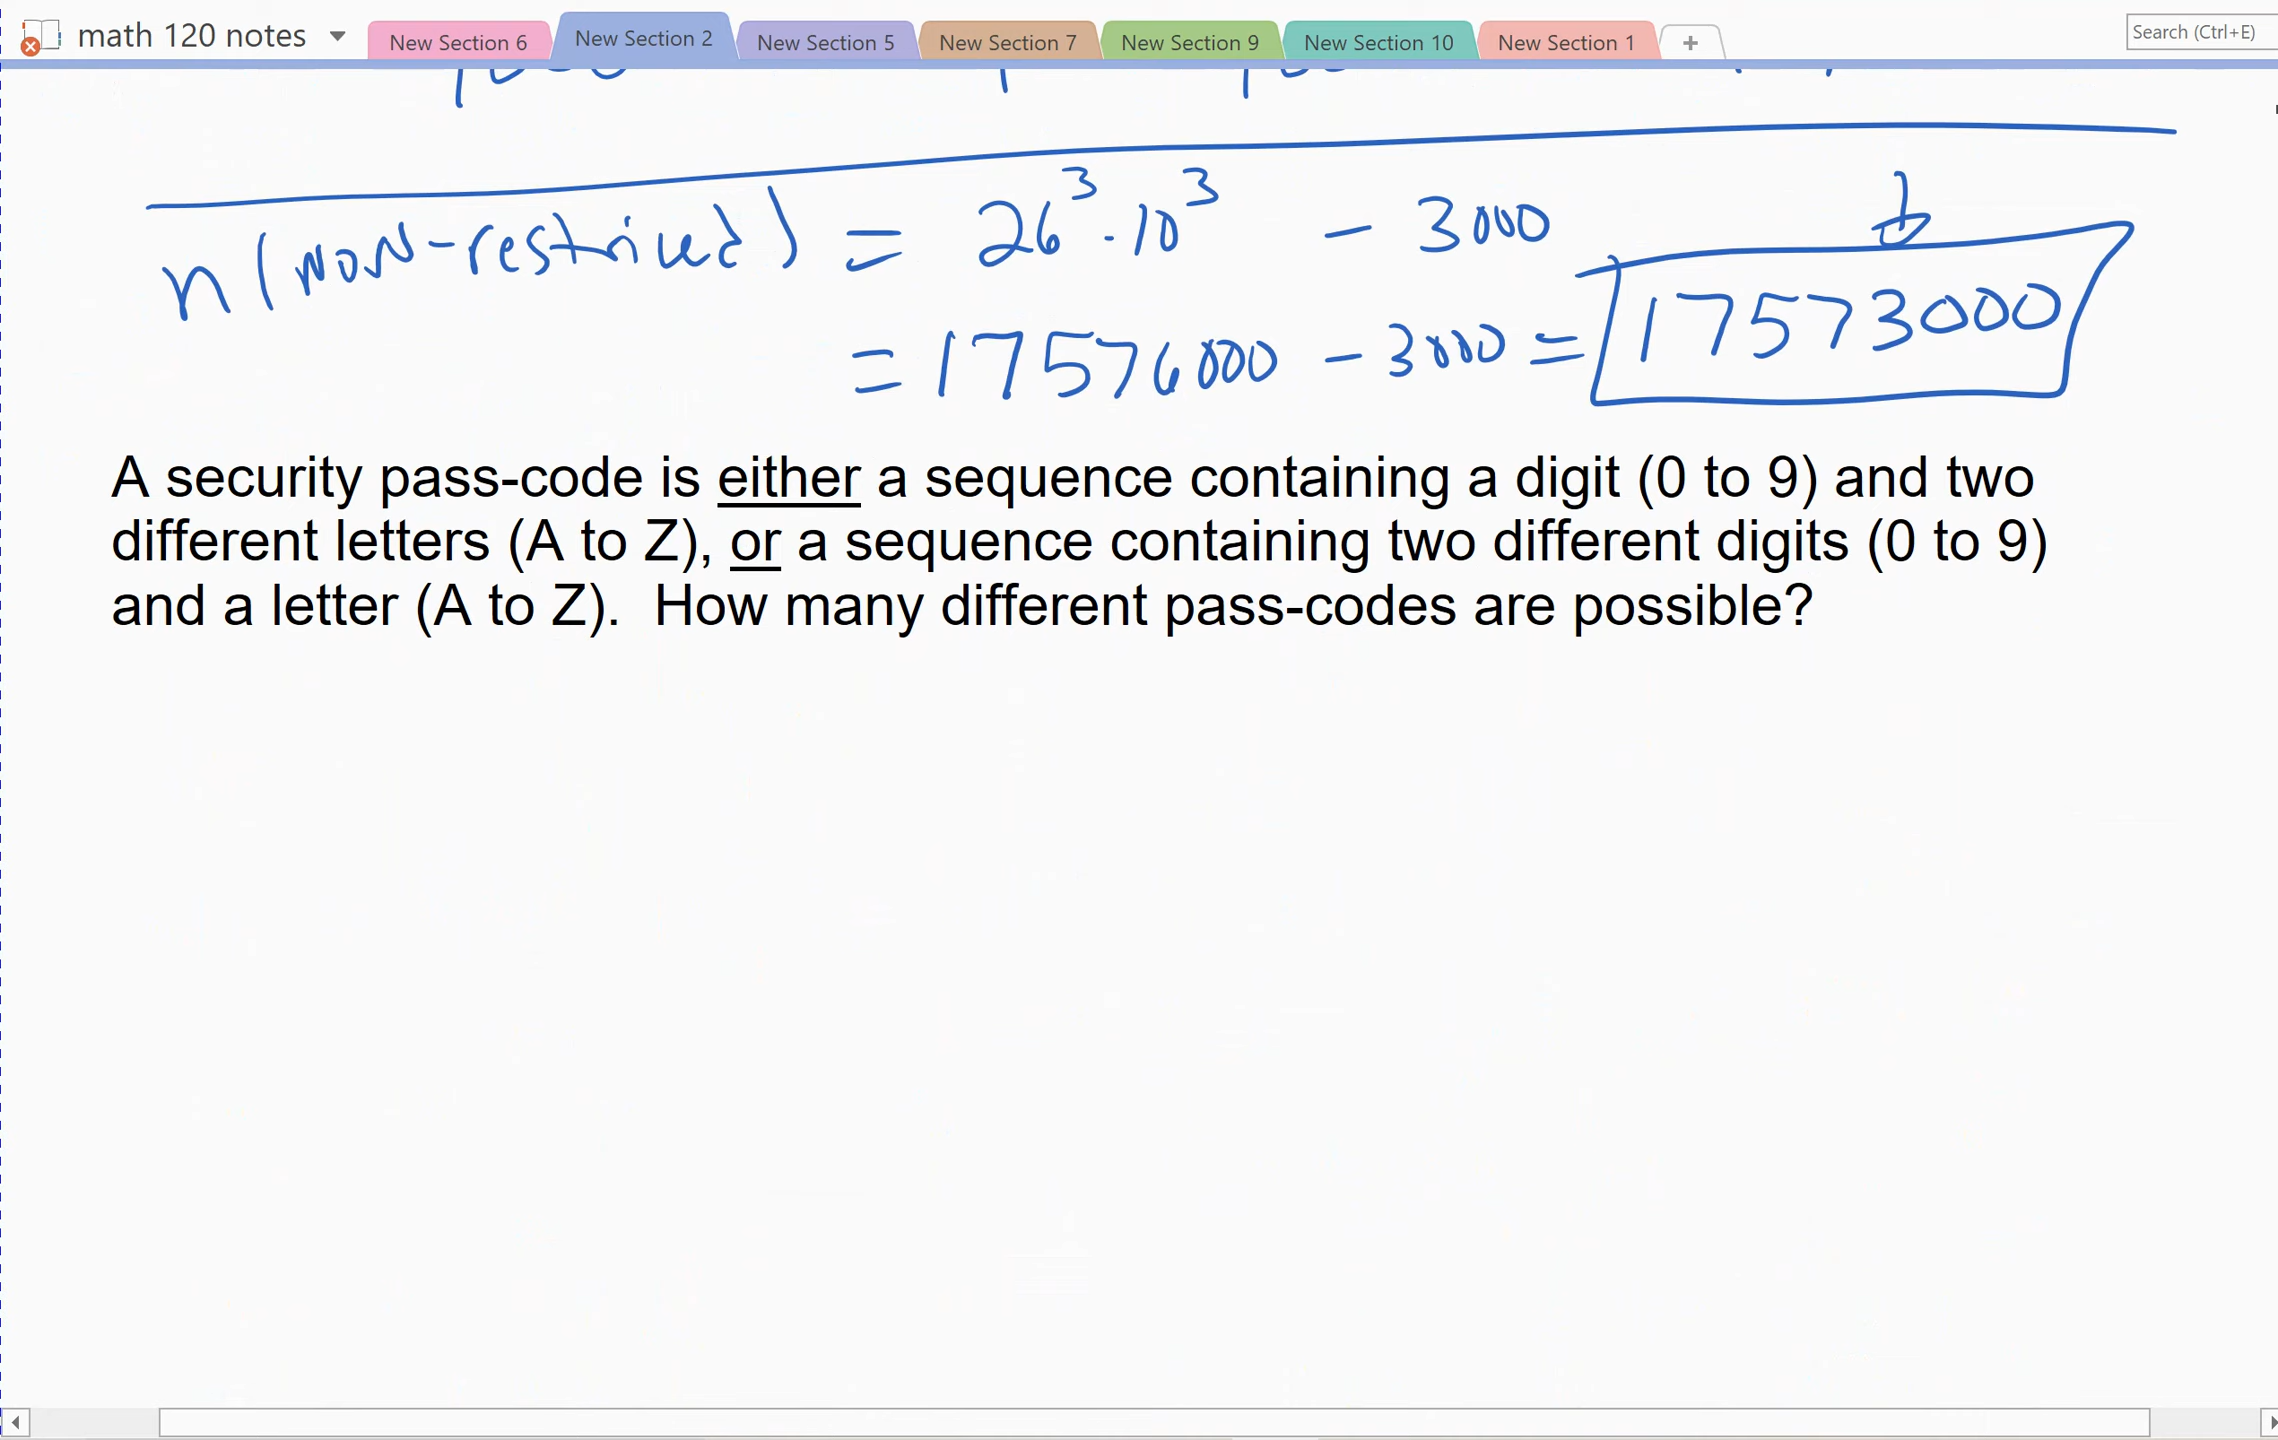 math 120 notes New Section 6 New Section 2 New Section 5 New Section 7 New Section 9 New Section 10 New Section 1 + Search (Ctrl+E)
n(non-restricted) = 26³ · 10³ - 3000
= 17576000 - 3000 = 17573000
A security pass-code is either a sequence containing a digit (0 to 9) and two
different letters (A to Z), or a sequence containing two different digits (0 to 9)
and a letter (A to Z). How many different pass-codes are possible?